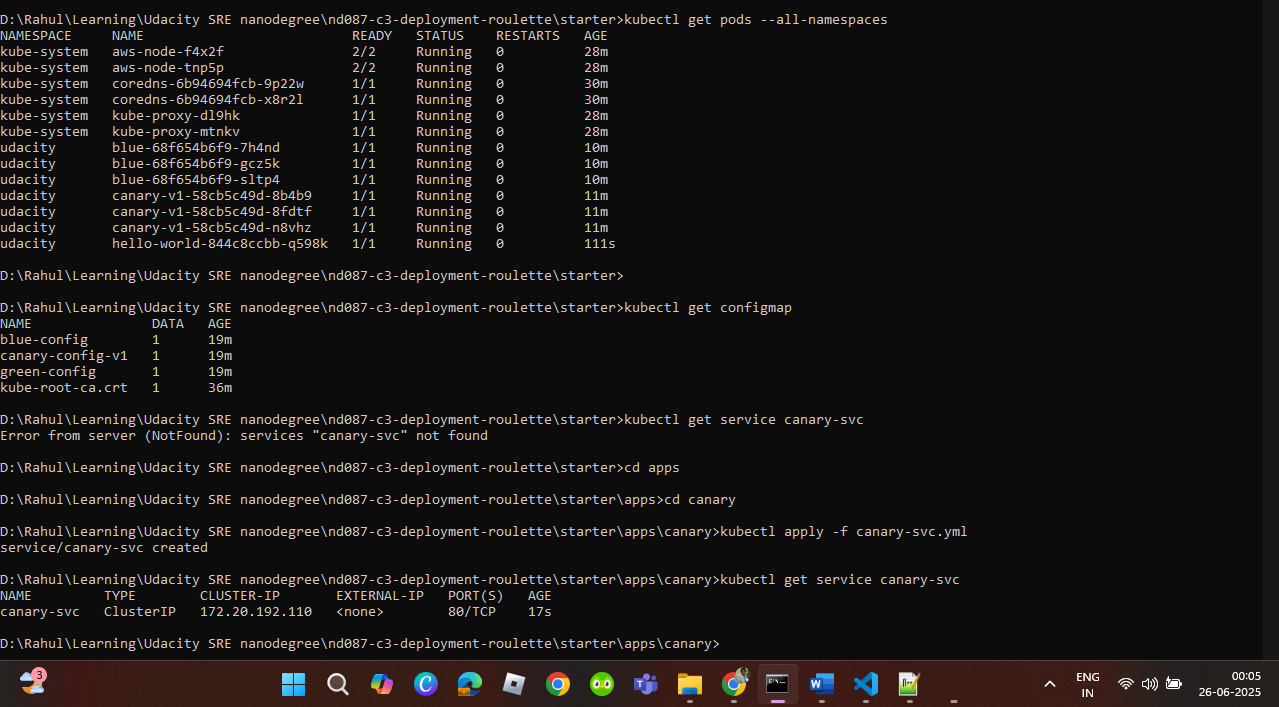 D:\Rahul\Learning\Udacity SRE nanodegree\nd087-c3-deployment-roulette\starter>kubectl get pods --all-namespaces
NAMESPACE     NAME                          READY   STATUS    RESTARTS   AGE
kube-system   aws-node-f4x2f                2/2     Running   0          28m
kube-system   aws-node-tnp5p                2/2     Running   0          28m
kube-system   coredns-6b94694fcb-9p22w      1/1     Running   0          30m
kube-system   coredns-6b94694fcb-x8r2l      1/1     Running   0          30m
kube-system   kube-proxy-dl9hk              1/1     Running   0          28m
kube-system   kube-proxy-mtnkv              1/1     Running   0          28m
udacity       blue-68f654b6f9-7h4nd         1/1     Running   0          10m
udacity       blue-68f654b6f9-gcz5k         1/1     Running   0          10m
udacity       blue-68f654b6f9-sltp4         1/1     Running   0          10m
udacity       canary-v1-58cb5c49d-8b4b9     1/1     Running   0          11m
udacity       canary-v1-58cb5c49d-8fdtf     1/1     Running   0          11m
udacity       canary-v1-58cb5c49d-n8vhz     1/1     Running   0          11m
udacity       hello-world-844c8ccbb-q598k   1/1     Running   0          111s
D:\Rahul\Learning\Udacity SRE nanodegree\nd087-c3-deployment-roulette\starter>
D:\Rahul\Learning\Udacity SRE nanodegree\nd087-c3-deployment-roulette\starter>kubectl get configmap
NAME               DATA   AGE
blue-config        1      19m
canary-config-v1   1      19m
green-config       1      19m
kube-root-ca.crt   1      36m
D:\Rahul\Learning\Udacity SRE nanodegree\nd087-c3-deployment-roulette\starter>kubectl get service canary-svc
Error from server (NotFound): services "canary-svc" not found
D:\Rahul\Learning\Udacity SRE nanodegree\nd087-c3-deployment-roulette\starter>cd apps
D:\Rahul\Learning\Udacity SRE nanodegree\nd087-c3-deployment-roulette\starter\apps>cd canary
D:\Rahul\Learning\Udacity SRE nanodegree\nd087-c3-deployment-roulette\starter\apps\canary>kubectl apply -f canary-svc.yml
service/canary-svc created
D:\Rahul\Learning\Udacity SRE nanodegree\nd087-c3-deployment-roulette\starter\apps\canary>kubectl get service canary-svc
NAME         TYPE        CLUSTER-IP       EXTERNAL-IP   PORT(S)   AGE
canary-svc   ClusterIP   172.20.192.110   <none>        80/TCP    17s
D:\Rahul\Learning\Udacity SRE nanodegree\nd087-c3-deployment-roulette\starter\apps\canary>
3
ENG
IN
00:05
26-06-2025